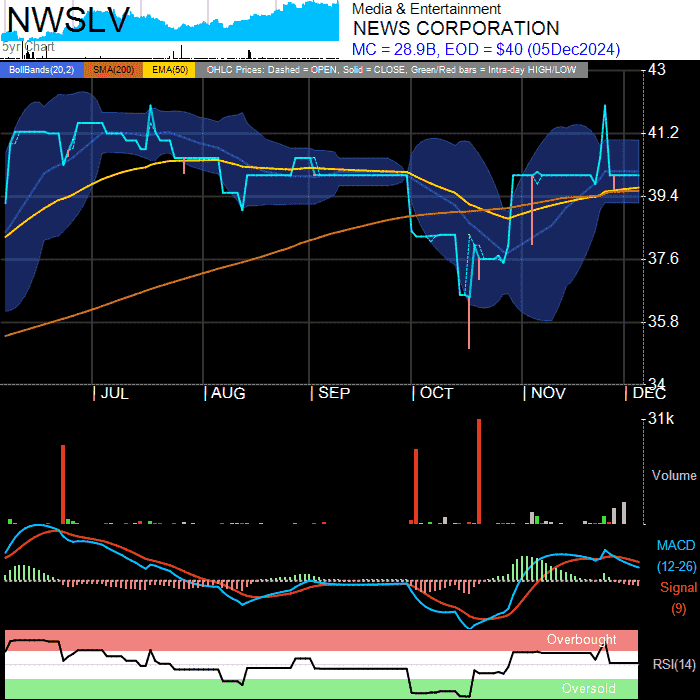 NWSLV
Media & Entertainment
NEWS CORPORATION
MC = 28.9B, EOD = $40 (05Dec2024)
5yr Chart
BollBands(20,2) SMA(200) EMA(50) OHLC Prices: Dashed = OPEN, Solid = CLOSE, Green/Red bars = Intra-day HIGH/LOW
43
41.2
39.4
37.6
35.8
34
JUL AUG SEP OCT NOV DEC
31k
Volume
MACD
(12-26)
Signal
(9)
Overbought
RSI(14)
Oversold